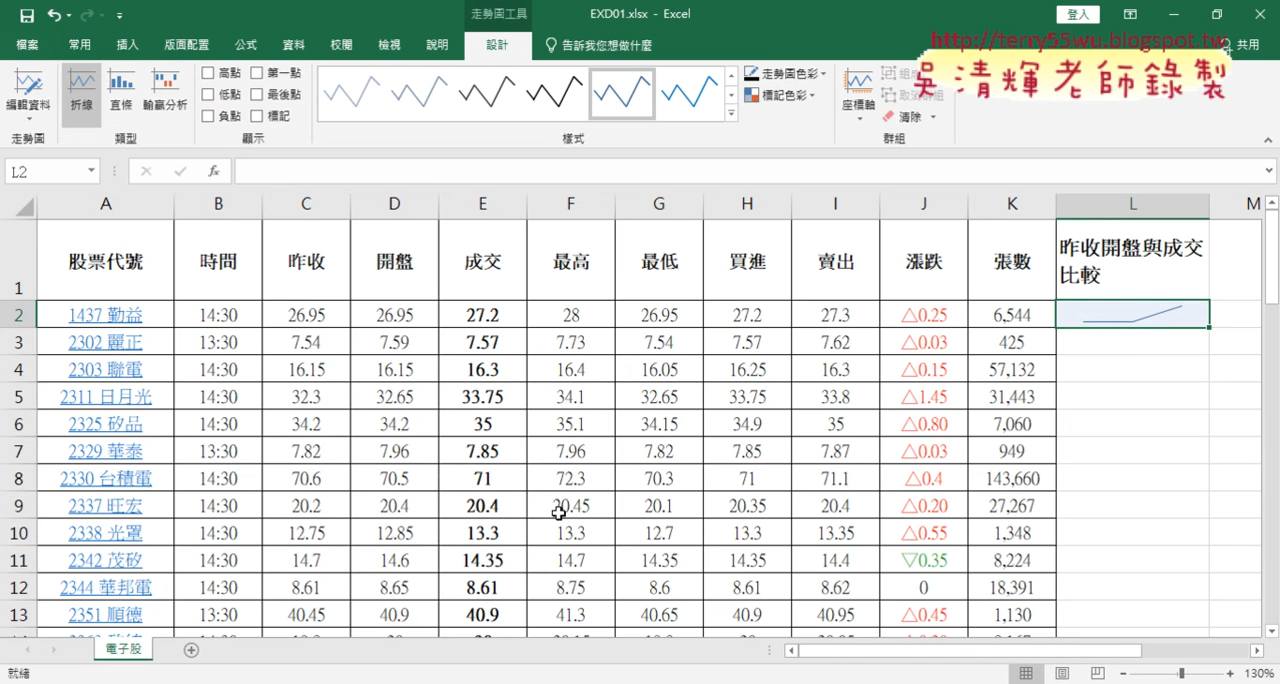 走勢圖工具 EXD01.xlsx - Excel 登入
檔案 常用 插入 版面配置 公式 資料 校閱 檢視 說明 設計 告訴我您想做什麼 共用
http://terry55wu.blogspot.tw
吳清輝老師錄製
編輯資料 折線 直條 輸贏分析 高點 第一點 低點 最後點 負點 標記 走勢圖色彩 標記色彩 座標軸 清除
走勢圖 類型 顯示 樣式 群組
L2
A B C D E F G H I J K L M
1 股票代號 時間 昨收 開盤 成交 最高 最低 買進 賣出 漲跌 張數 昨收開盤與成交
比較
2 1437 勤益 14:30 26.95 26.95 27.2 28 26.95 27.2 27.3 △0.25 6,544
3 2302 麗正 13:30 7.54 7.59 7.57 7.73 7.54 7.57 7.62 △0.03 425
4 2303 聯電 14:30 16.15 16.15 16.3 16.4 16.05 16.25 16.3 △0.15 57,132
5 2311 日月光 14:30 32.3 32.65 33.75 34.1 32.65 33.75 33.8 △1.45 31,443
6 2325 矽品 14:30 34.2 34.2 35 35.1 34.15 34.9 35 △0.80 7,060
7 2329 華泰 13:30 7.82 7.96 7.85 7.96 7.82 7.85 7.87 △0.03 949
8 2330 台積電 14:30 70.6 70.5 71 72.3 70.3 71 71.1 △0.4 143,660
9 2337 旺宏 14:30 20.2 20.4 20.4 20.45 20.1 20.35 20.4 △0.20 27,267
10 2338 光罩 14:30 12.75 12.85 13.3 13.3 12.7 13.3 13.35 △0.55 1,348
11 2342 茂矽 14:30 14.7 14.6 14.35 14.7 14.35 14.35 14.4 ▽0.35 8,224
12 2344 華邦電 14:30 8.61 8.65 8.61 8.75 8.6 8.61 8.62 0 18,391
13 2351 順德 13:30 40.45 40.9 40.9 41.3 40.65 40.9 40.95 △0.45 1,130
電子股
就緒 130%